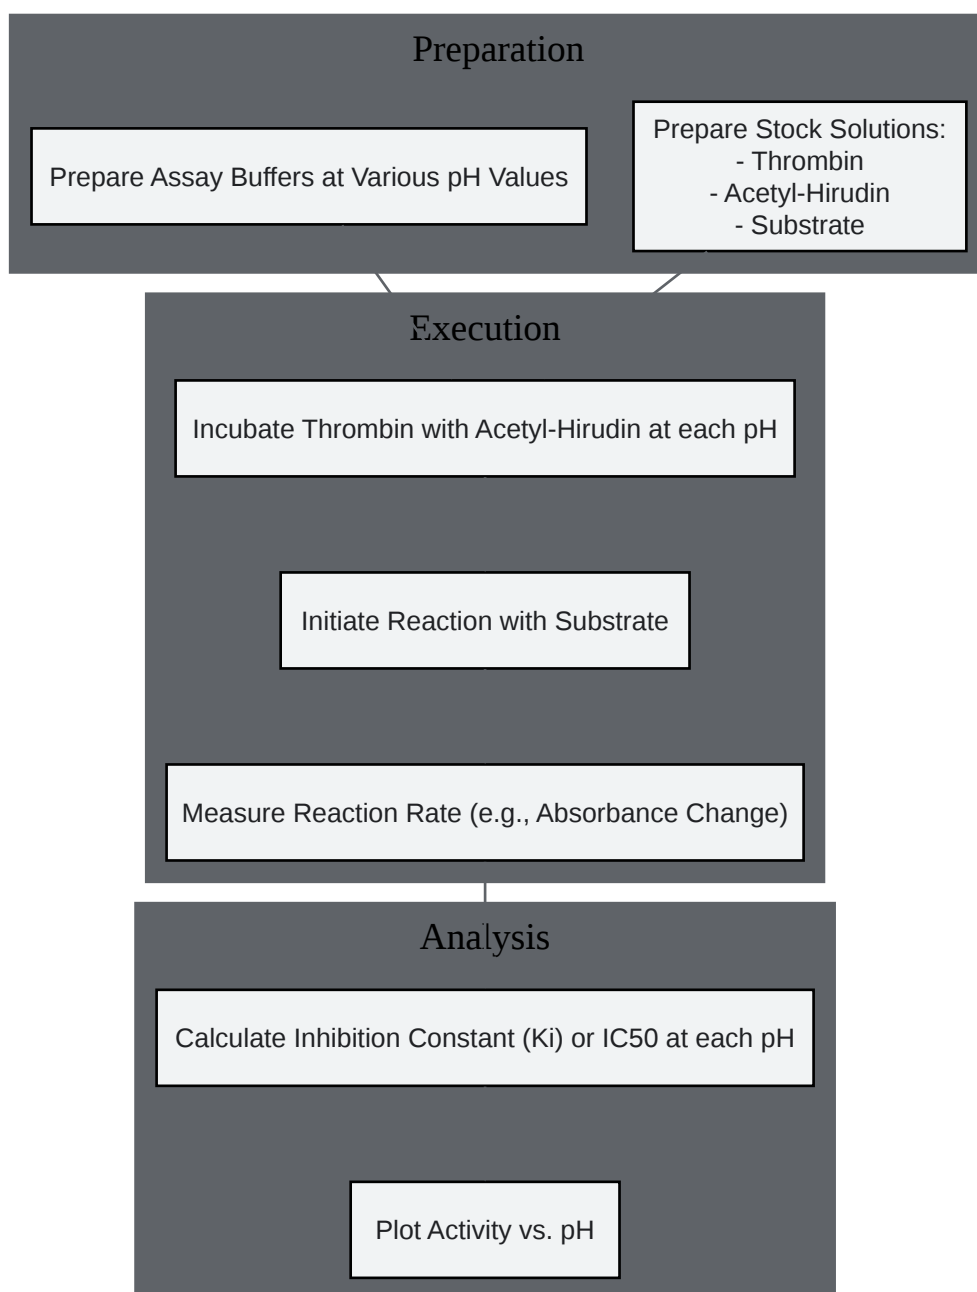 Preparation
Prepare Assay Buffers at Various pH Values
Prepare Stock Solutions:
- Thrombin
- Acetyl-Hirudin
- Substrate
Execution
Incubate Thrombin with Acetyl-Hirudin at each pH
Initiate Reaction with Substrate
Measure Reaction Rate (e.g., Absorbance Change)
Analysis
Calculate Inhibition Constant (Ki) or IC50 at each pH
Plot Activity vs. pH